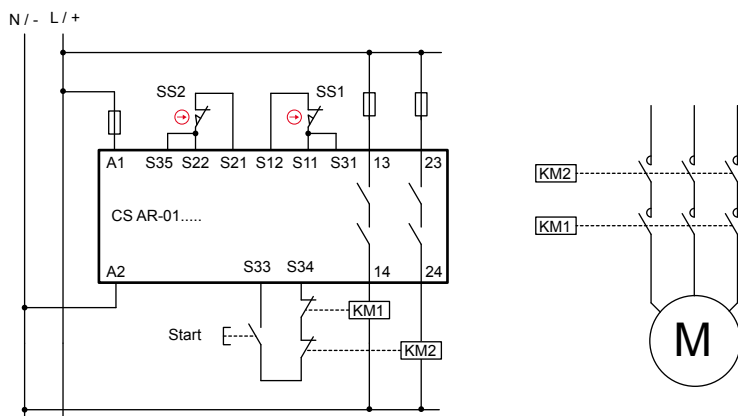 N / -
L / +
SS2
SS1
A1
S35
S22
S21
S12
S11
S31
13
23
CS AR-01.....
A2
S33
S34
14
24
Start
KM1
KM2
KM2
KM1
M